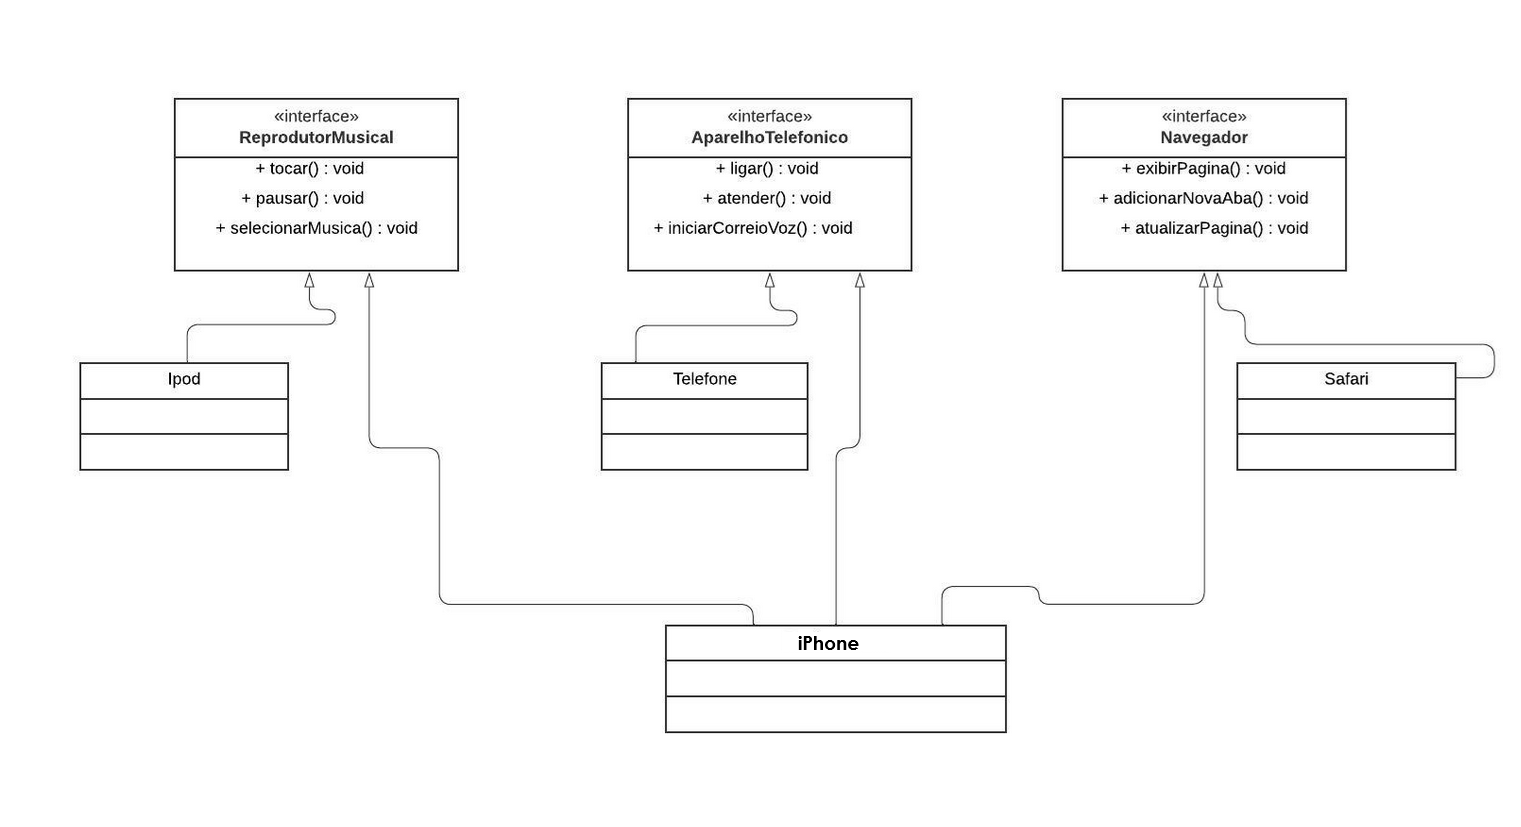 «interface»
ReprodutorMusical
+ tocar() : void
+ pausar() : void
+ selecionarMusica() : void
«interface»
AparelhoTelefonico
+ ligar() : void
+ atender() : void
+ iniciarCorreioVoz() : void
«interface»
Navegador
+ exibirPagina() : void
+ adicionarNovaAba() : void
+ atualizarPagina() : void
Ipod
Telefone
Safari
iPhone